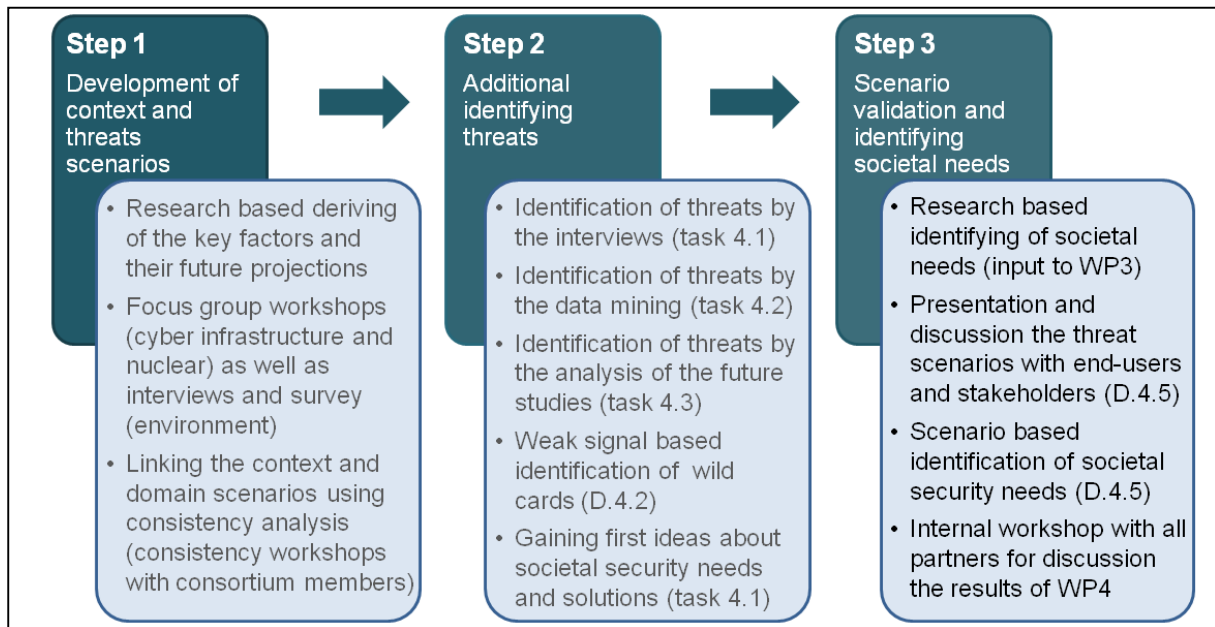 Step 1
Development of
context and
threats
scenarios
• Research based deriving
of the key factors and
their future projections
• Focus group workshops
(cyber infrastructure and
nuclear) as well as
interviews and survey
(environment)
• Linking the context and
domain scenarios using
consistency analysis
(consistency workshops
with consortium members)
Step 2
Additional
identifying
threats
• Identification of threats by
the interviews (task 4.1)
• Identification of threats by
the data mining (task 4.2)
• Identification of threats by
the analysis of the future
studies (task 4.3)
• Weak signal based
identification of wild
cards (D.4.2)
• Gaining first ideas about
societal security needs
and solutions (task 4.1)
Step 3
Scenario
validation and
identifying
societal needs
• Research based
identifying of societal
needs (input to WP3)
• Presentation and
discussion the threat
scenarios with end-users
and stakeholders (D.4.5)
• Scenario based
identification of societal
security needs (D.4.5)
• Internal workshop with all
partners for discussion
the results of WP4